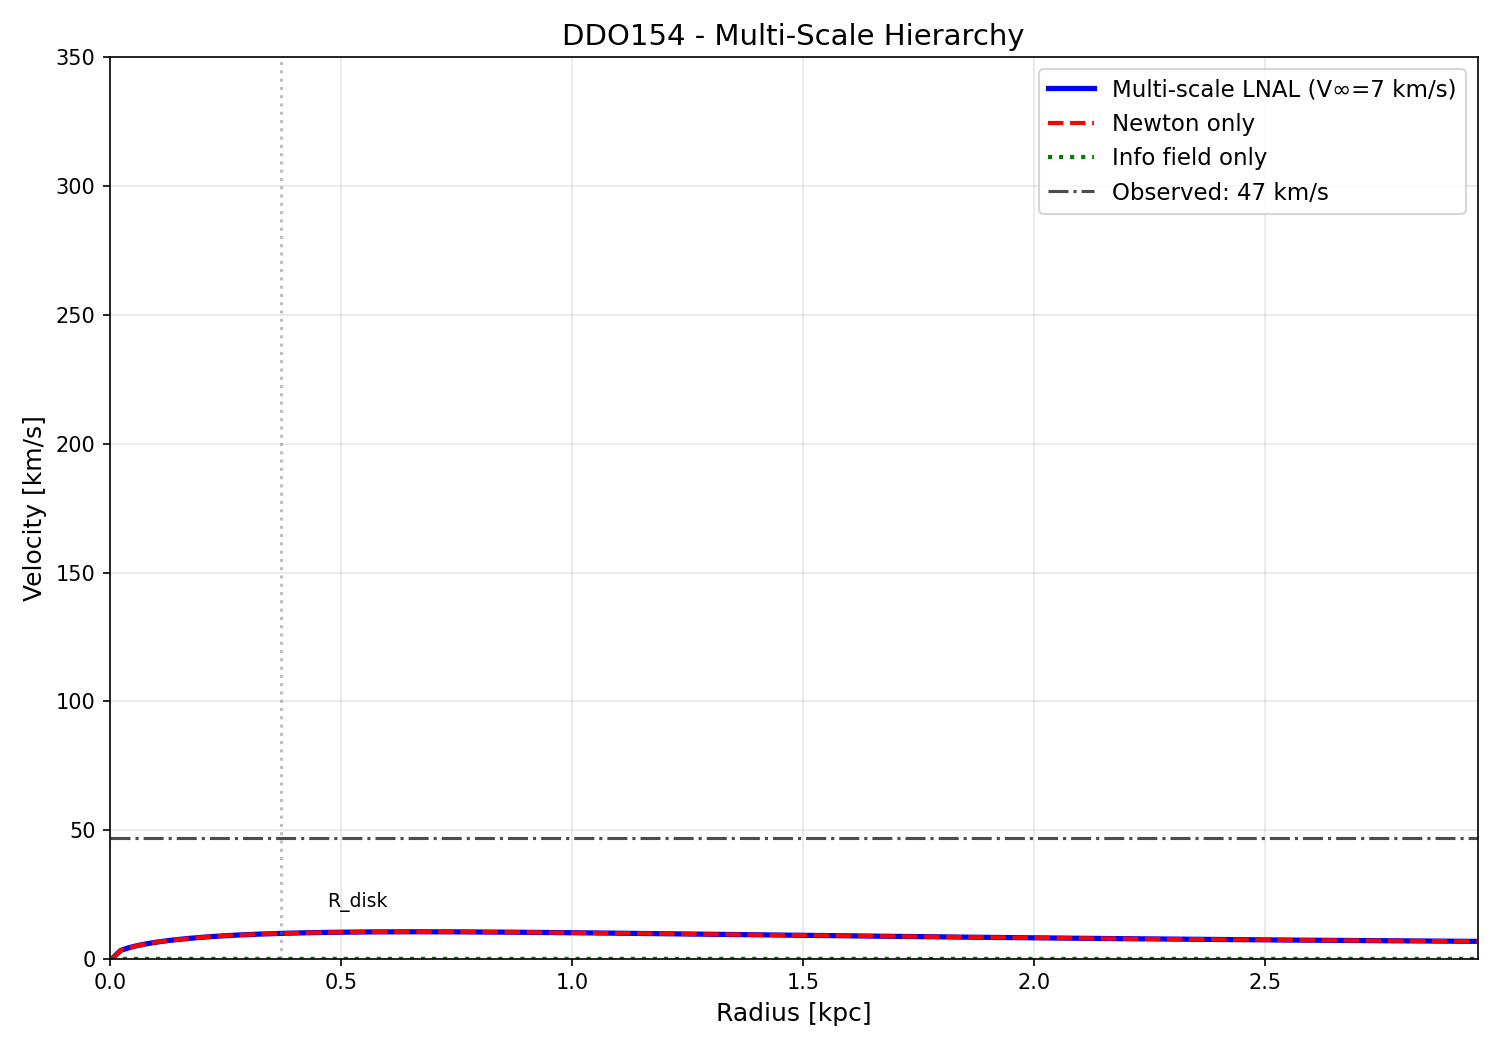 DDO154 - Multi-Scale Hierarchy
350
300
250
200
150
100
50
0
Velocity [km/s]
Multi-scale LNAL (V∞=7 km/s)
Newton only
Info field only
Observed: 47 km/s
R_disk
0.0 0.5 1.0 1.5 2.0 2.5
Radius [kpc]